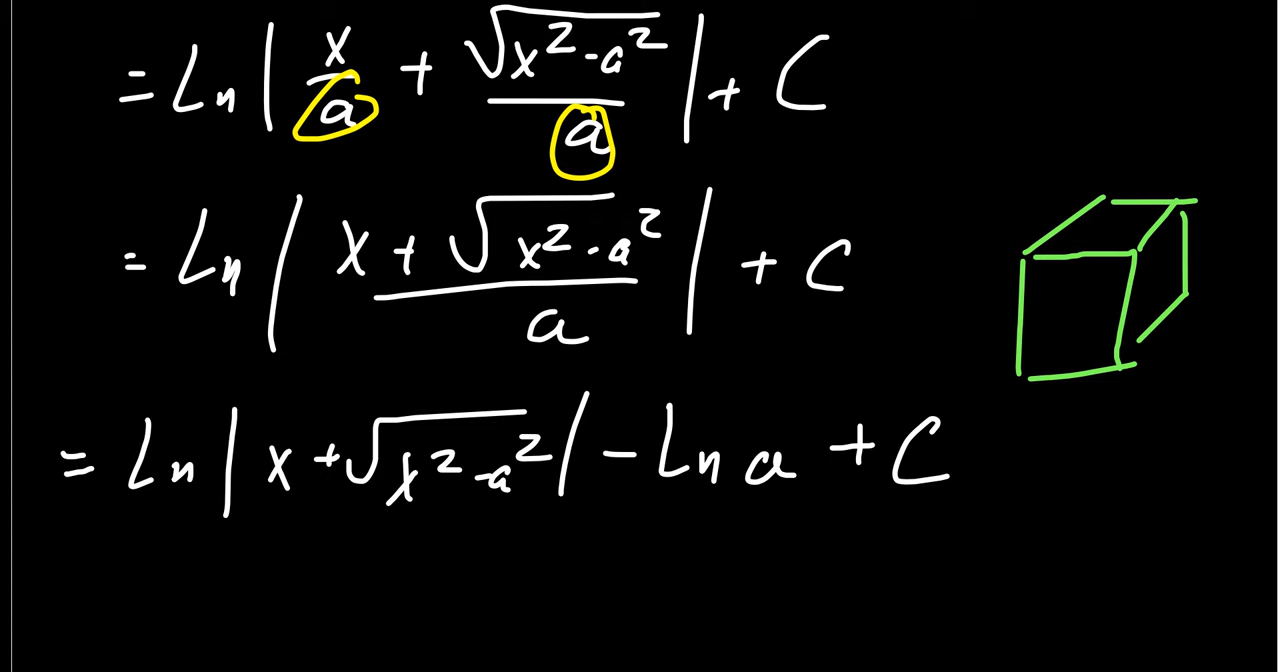 = Ln | x/a + √(x² - a²)/a | + C
= Ln | (x + √(x² - a²))/a | + C
= Ln | x + √(x² - a²) | - Ln a + C